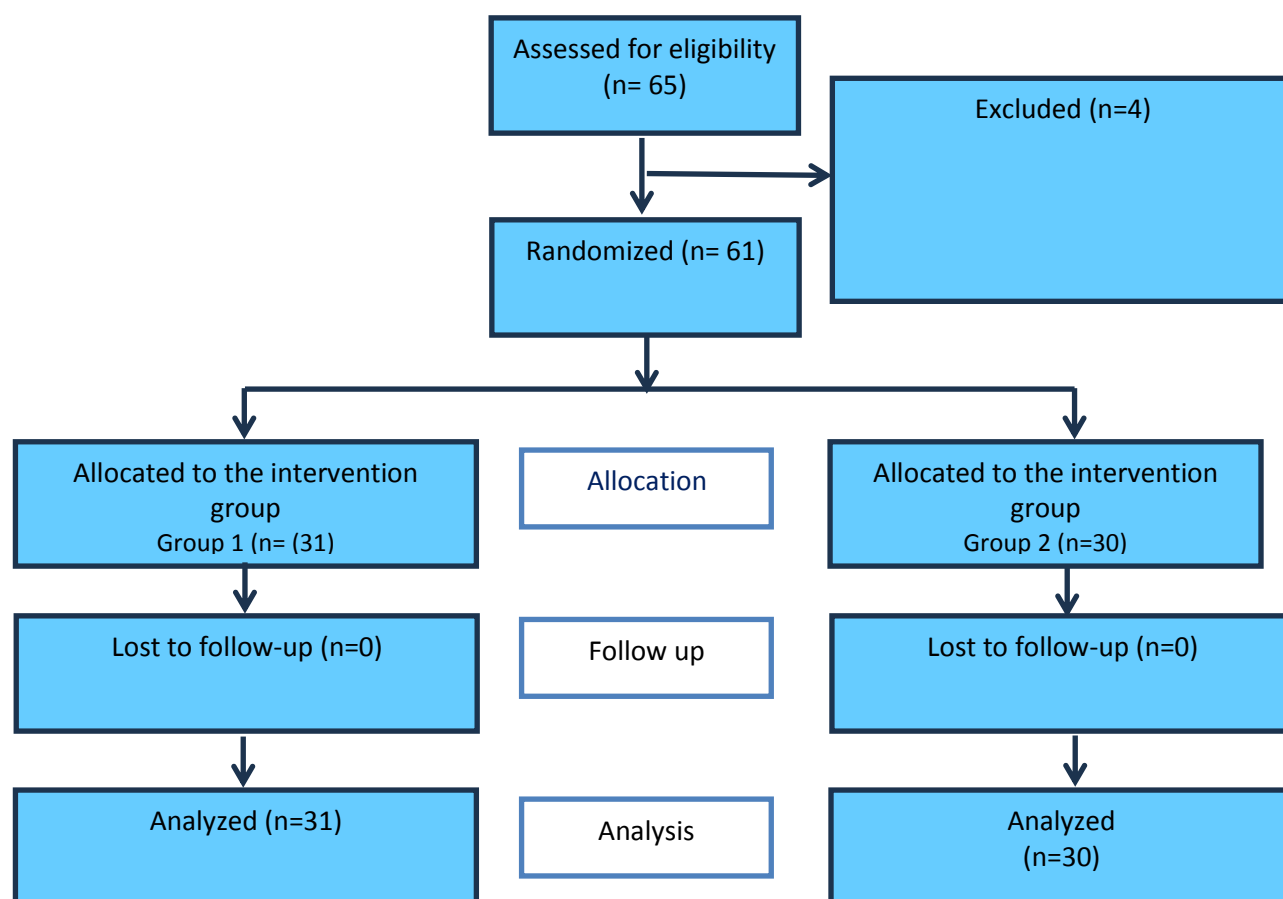 Assessed for eligibility
(n= 65)
Excluded (n=4)
Randomized (n= 61)
Allocated to the intervention
group
Group 1 (n= (31)
Allocation
Allocated to the intervention
group
Group 2 (n=30)
Lost to follow-up (n=0)
Follow up
Lost to follow-up (n=0)
Analyzed (n=31)
Analysis
Analyzed
(n=30)